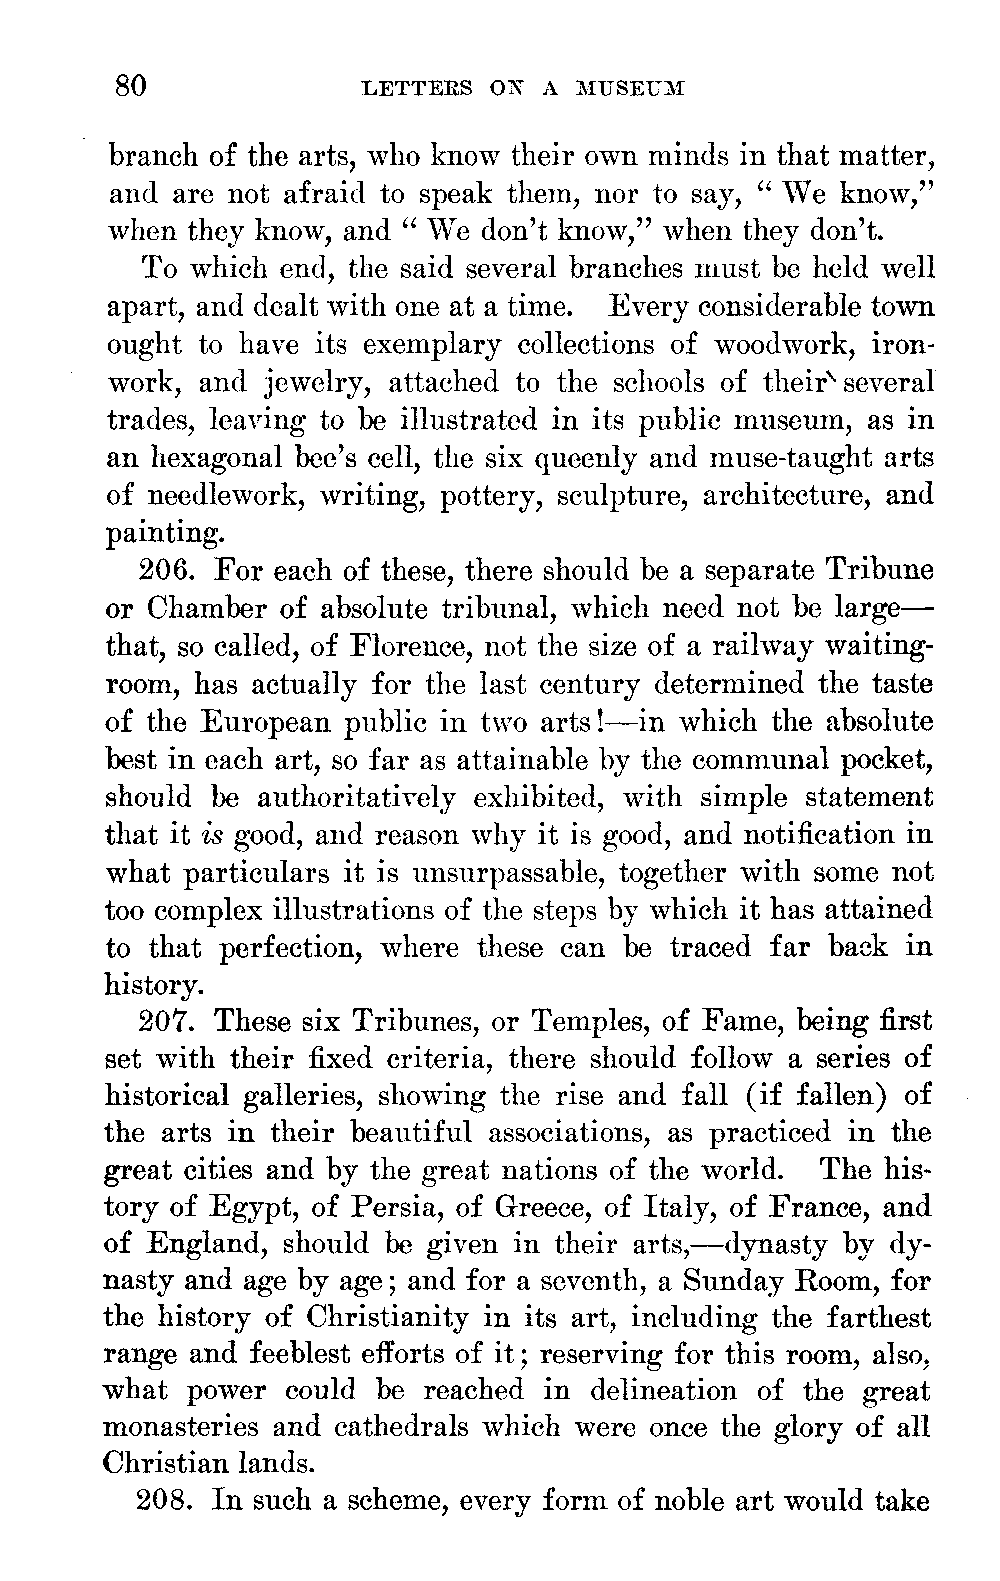 80 LETTERS ON A MUSEUM
branch of the arts, who know their own minds in that matter,
and are not afraid to speak them, nor to say, “ We know,”
when they know, and “ We don’t know,” when they don’t.
To which end, the said several branches must be held well
apart, and dealt with one at a time. Every considerable town
ought to have its exemplary collections of woodwork, iron-
work, and jewelry, attached to the schools of their several
trades, leaving to be illustrated in its public museum, as in
an hexagonal bee’s cell, the six queenly and muse-taught arts
of needlework, writing, pottery, sculpture, architecture, and
painting.
206. For each of these, there should be a separate Tribune
or Chamber of absolute tribunal, which need not be large—
that, so called, of Florence, not the size of a railway waiting-
room, has actually for the last century determined the taste
of the European public in two arts!—in which the absolute
best in each art, so far as attainable by the communal pocket,
should be authoritatively exhibited, with simple statement
that it is good, and reason why it is good, and notification in
what particulars it is unsurpassable, together with some not
too complex illustrations of the steps by which it has attained
to that perfection, where these can be traced far back in
history.
207. These six Tribunes, or Temples, of Fame, being first
set with their fixed criteria, there should follow a series of
historical galleries, showing the rise and fall (if fallen) of
the arts in their beautiful associations, as practiced in the
great cities and by the great nations of the world. The his-
tory of Egypt, of Persia, of Greece, of Italy, of France, and
of England, should be given in their arts,—dynasty by dy-
nasty and age by age; and for a seventh, a Sunday Room, for
the history of Christianity in its art, including the farthest
range and feeblest efforts of it; reserving for this room, also,
what power could be reached in delineation of the great
monasteries and cathedrals which were once the glory of all
Christian lands.
208. In such a scheme, every form of noble art would take